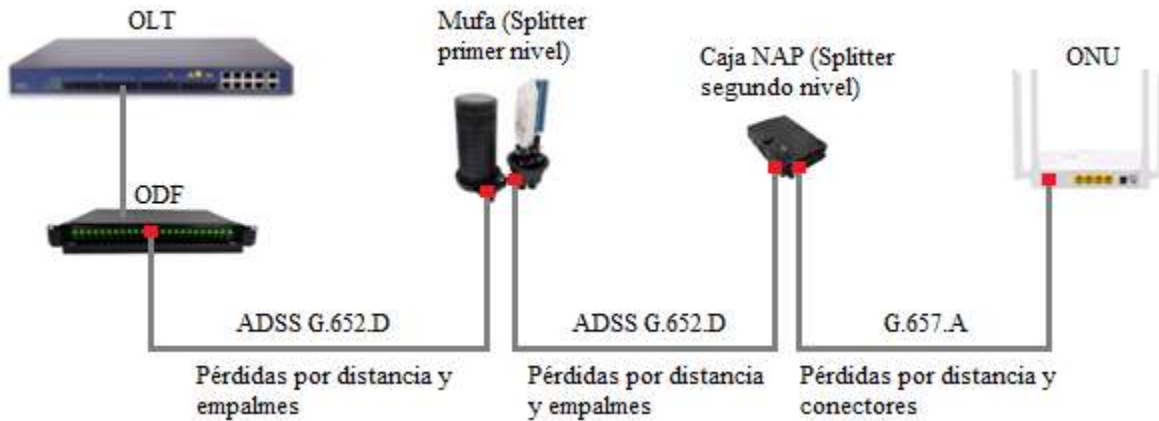 OLT
Mufa (Splitter
primer nivel)
Caja NAP (Splitter
segundo nivel)
ONU
ODF
ADSS G.652.D
ADSS G.652.D
G.657.A
Pérdidas por distancia y
empalmes
Pérdidas por distancia
y empalmes
Pérdidas por distancia y
conectores